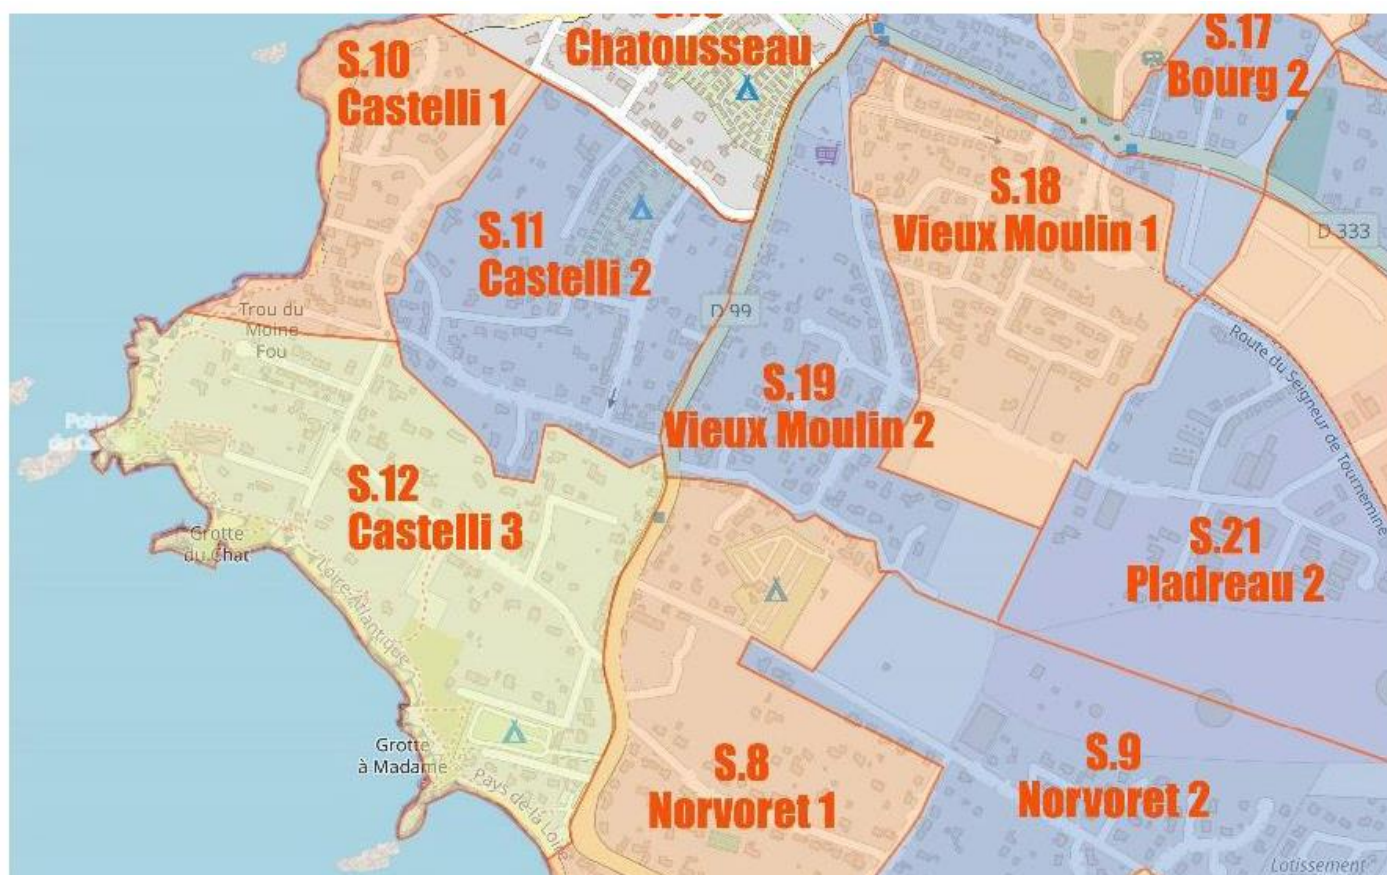 Chatousseau
S.17
Bourg 2
S.10
Castelli 1
S.18
Vieux Moulin 1
S.11
Castelli 2
D 333
Trou du
Moine
Fou
D 99
Route du Seigneur de Tournemine
S.19
Vieux Moulin 2
S.12
Castelli 3
Grotte
du Chat
S.21
Pladreau 2
Loire-Atlantique
Grotte
à Madame
Pays de la Loire
S.8
Norvoret 1
S.9
Norvoret 2
Lotissement